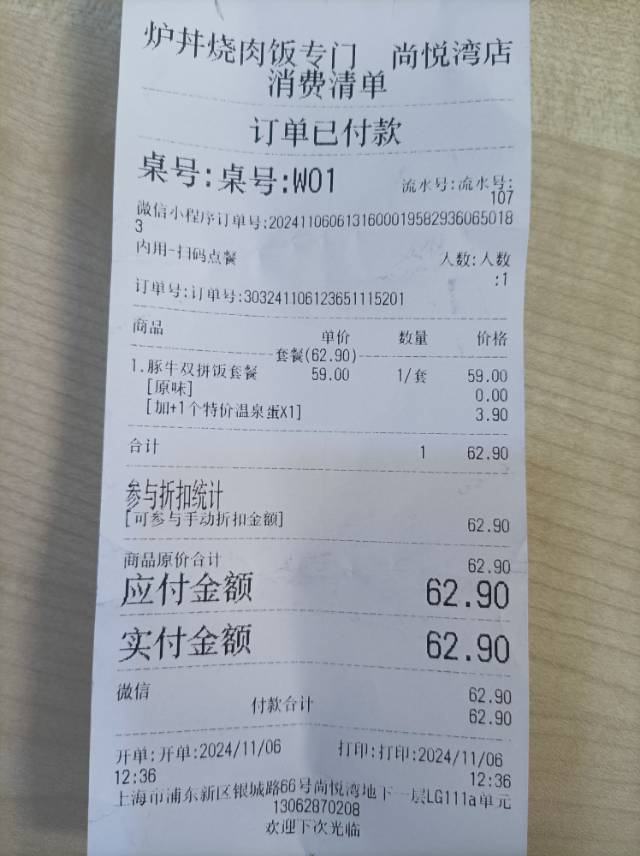 炉丼烧肉饭专门 尚悦湾店
消费清单
订单已付款
桌号:桌号:W01
流水号:流水号:
107
微信小程序订单号:2024110606131600019582936065018
3
内用-扫码点餐 人数:人数
:1
订单号:订单号:303241106123651115201
商品 单价 数量 价格
套餐(62.90)
1.豚牛双拼饭套餐 59.00 1/套 59.00
[原味] 0.00
[加+1个特价温泉蛋X1] 3.90
合计 1 62.90
参与折扣统计
[可参与手动折扣金额] 62.90
商品原价合计 62.90
应付金额 62.90
实付金额 62.90
微信 62.90
付款合计 62.90
开单:开单:2024/11/06 打印:打印:2024/11/06
12:36 12:36
上海市浦东新区银城路66号尚悦湾地下一层LG111a单元
13062870208
欢迎下次光临